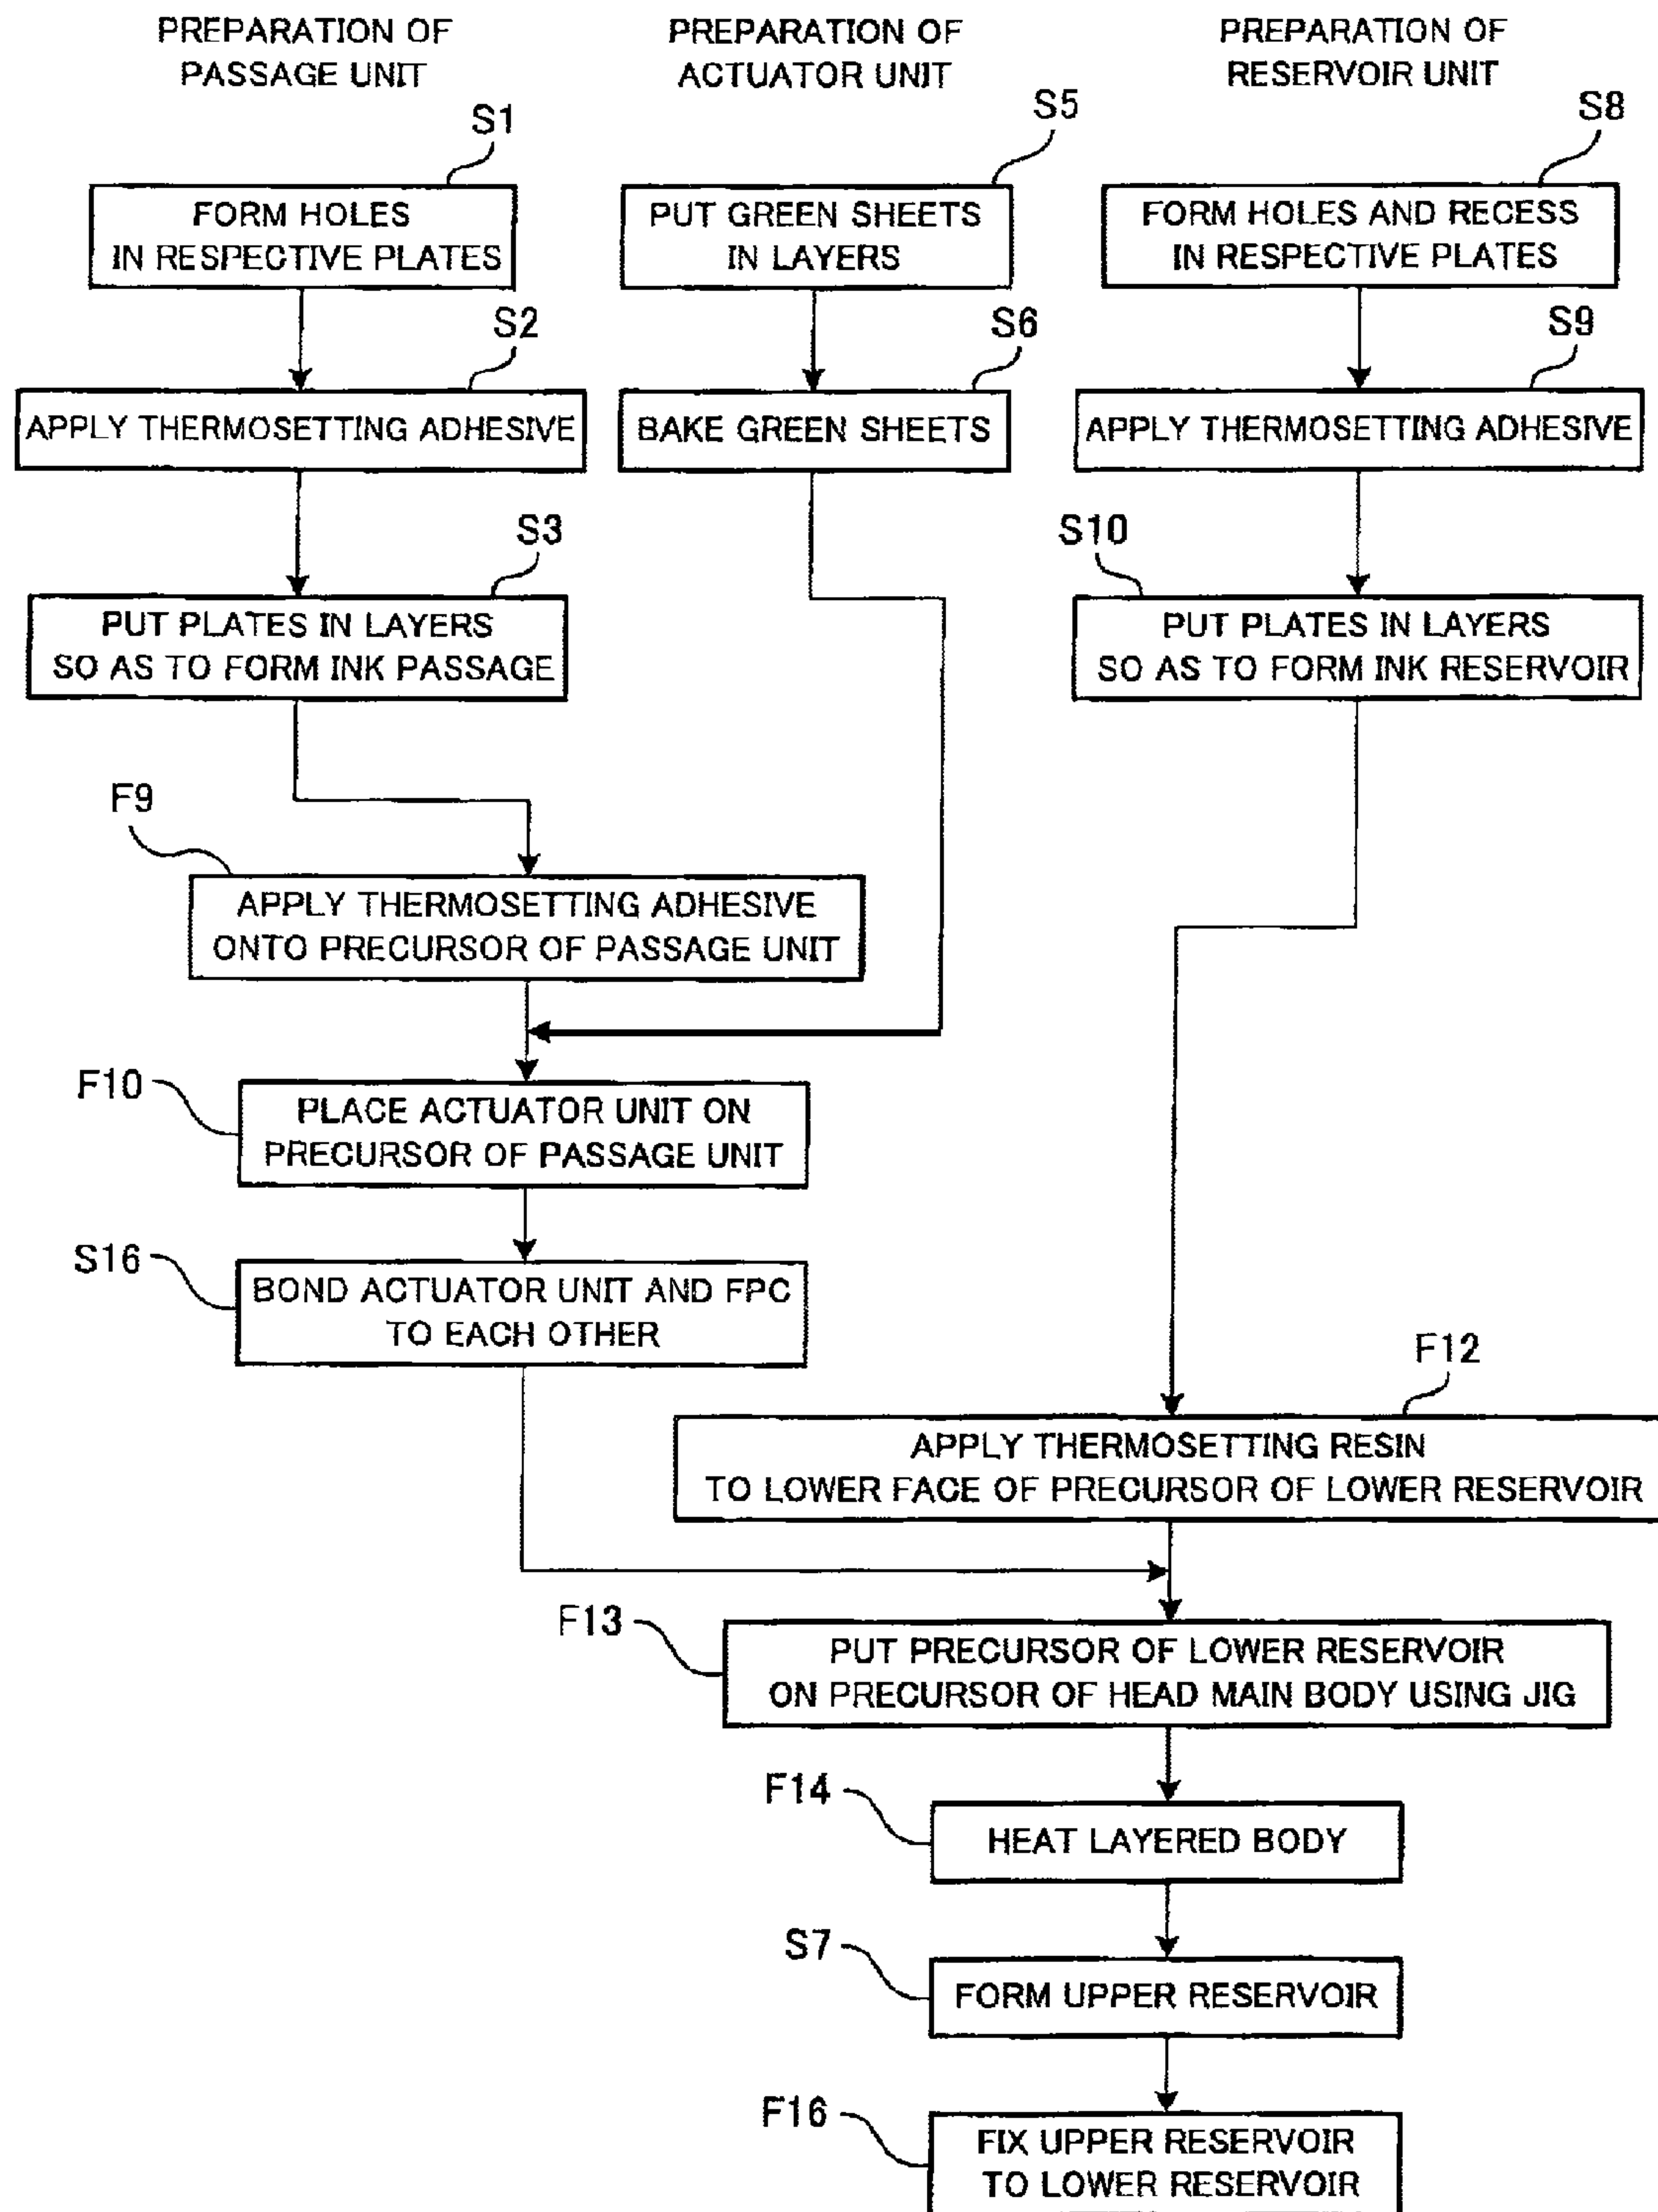 PREPARATION OF
PASSAGE UNIT
PREPARATION OF
ACTUATOR UNIT
PREPARATION OF
RESERVOIR UNIT
S1
S5
S8
FORM HOLES
IN RESPECTIVE PLATES
PUT GREEN SHEETS
IN LAYERS
FORM HOLES AND RECESS
IN RESPECTIVE PLATES
S2
S6
S9
APPLY THERMOSETTING ADHESIVE
BAKE GREEN SHEETS
APPLY THERMOSETTING ADHESIVE
S3
S10
PUT PLATES IN LAYERS
SO AS TO FORM INK PASSAGE
PUT PLATES IN LAYERS
SO AS TO FORM INK RESERVOIR
F9
APPLY THERMOSETTING ADHESIVE
ONTO PRECURSOR OF PASSAGE UNIT
F10
PLACE ACTUATOR UNIT ON
PRECURSOR OF PASSAGE UNIT
S16
BOND ACTUATOR UNIT AND FPC
TO EACH OTHER
F12
APPLY THERMOSETTING RESIN
TO LOWER FACE OF PRECURSOR OF LOWER RESERVOIR
F13
PUT PRECURSOR OF LOWER RESERVOIR
ON PRECURSOR OF HEAD MAIN BODY USING JIG
F14
HEAT LAYERED BODY
S7
FORM UPPER RESERVOIR
F16
FIX UPPER RESERVOIR
TO LOWER RESERVOIR